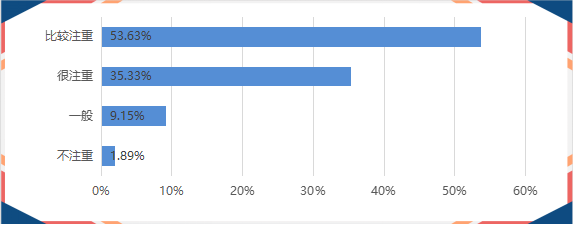 比较注重 53.63%
很注重 35.33%
一般 9.15%
不注重 1.89%
0% 10% 20% 30% 40% 50% 60%